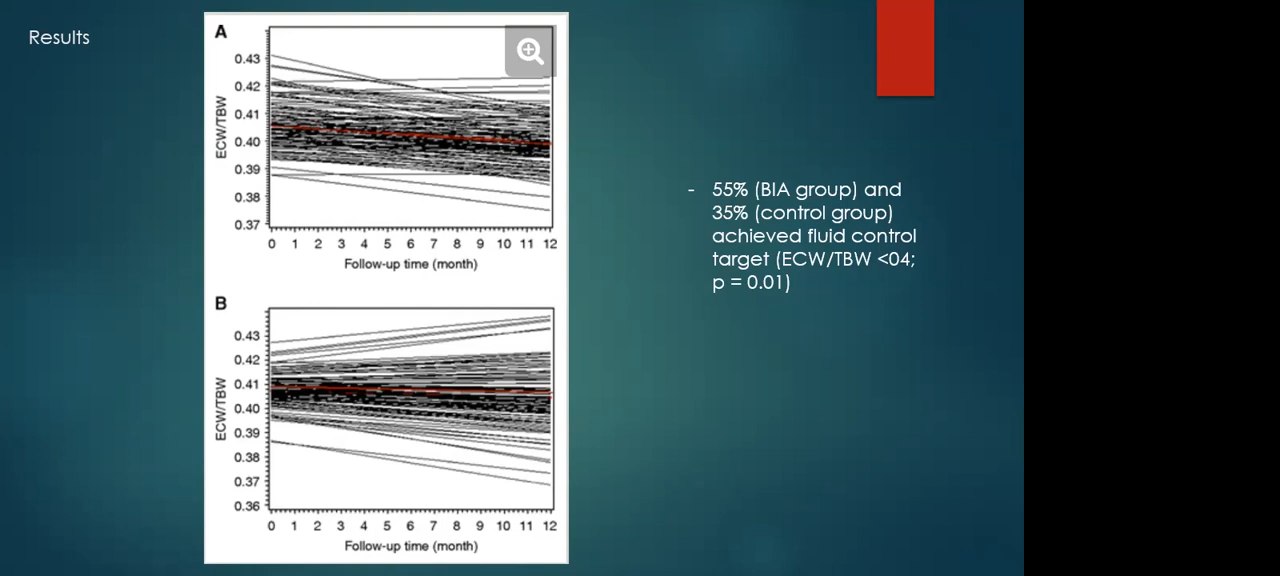 Results
A
0.43
0.42
0.41
0.40
0.39
0.38
0.37
ECW/TBW
0 1 2 3 4 5 6 7 8 9 10 11 12
Follow-up time (month)
B
0.43
0.42
0.41
0.40
0.39
0.38
0.37
0.36
ECW/TBW
0 1 2 3 4 5 6 7 8 9 10 11 12
Follow-up time (month)
- 55% (BIA group) and
35% (control group)
achieved fluid control
target (ECW/TBW <04;
p = 0.01)